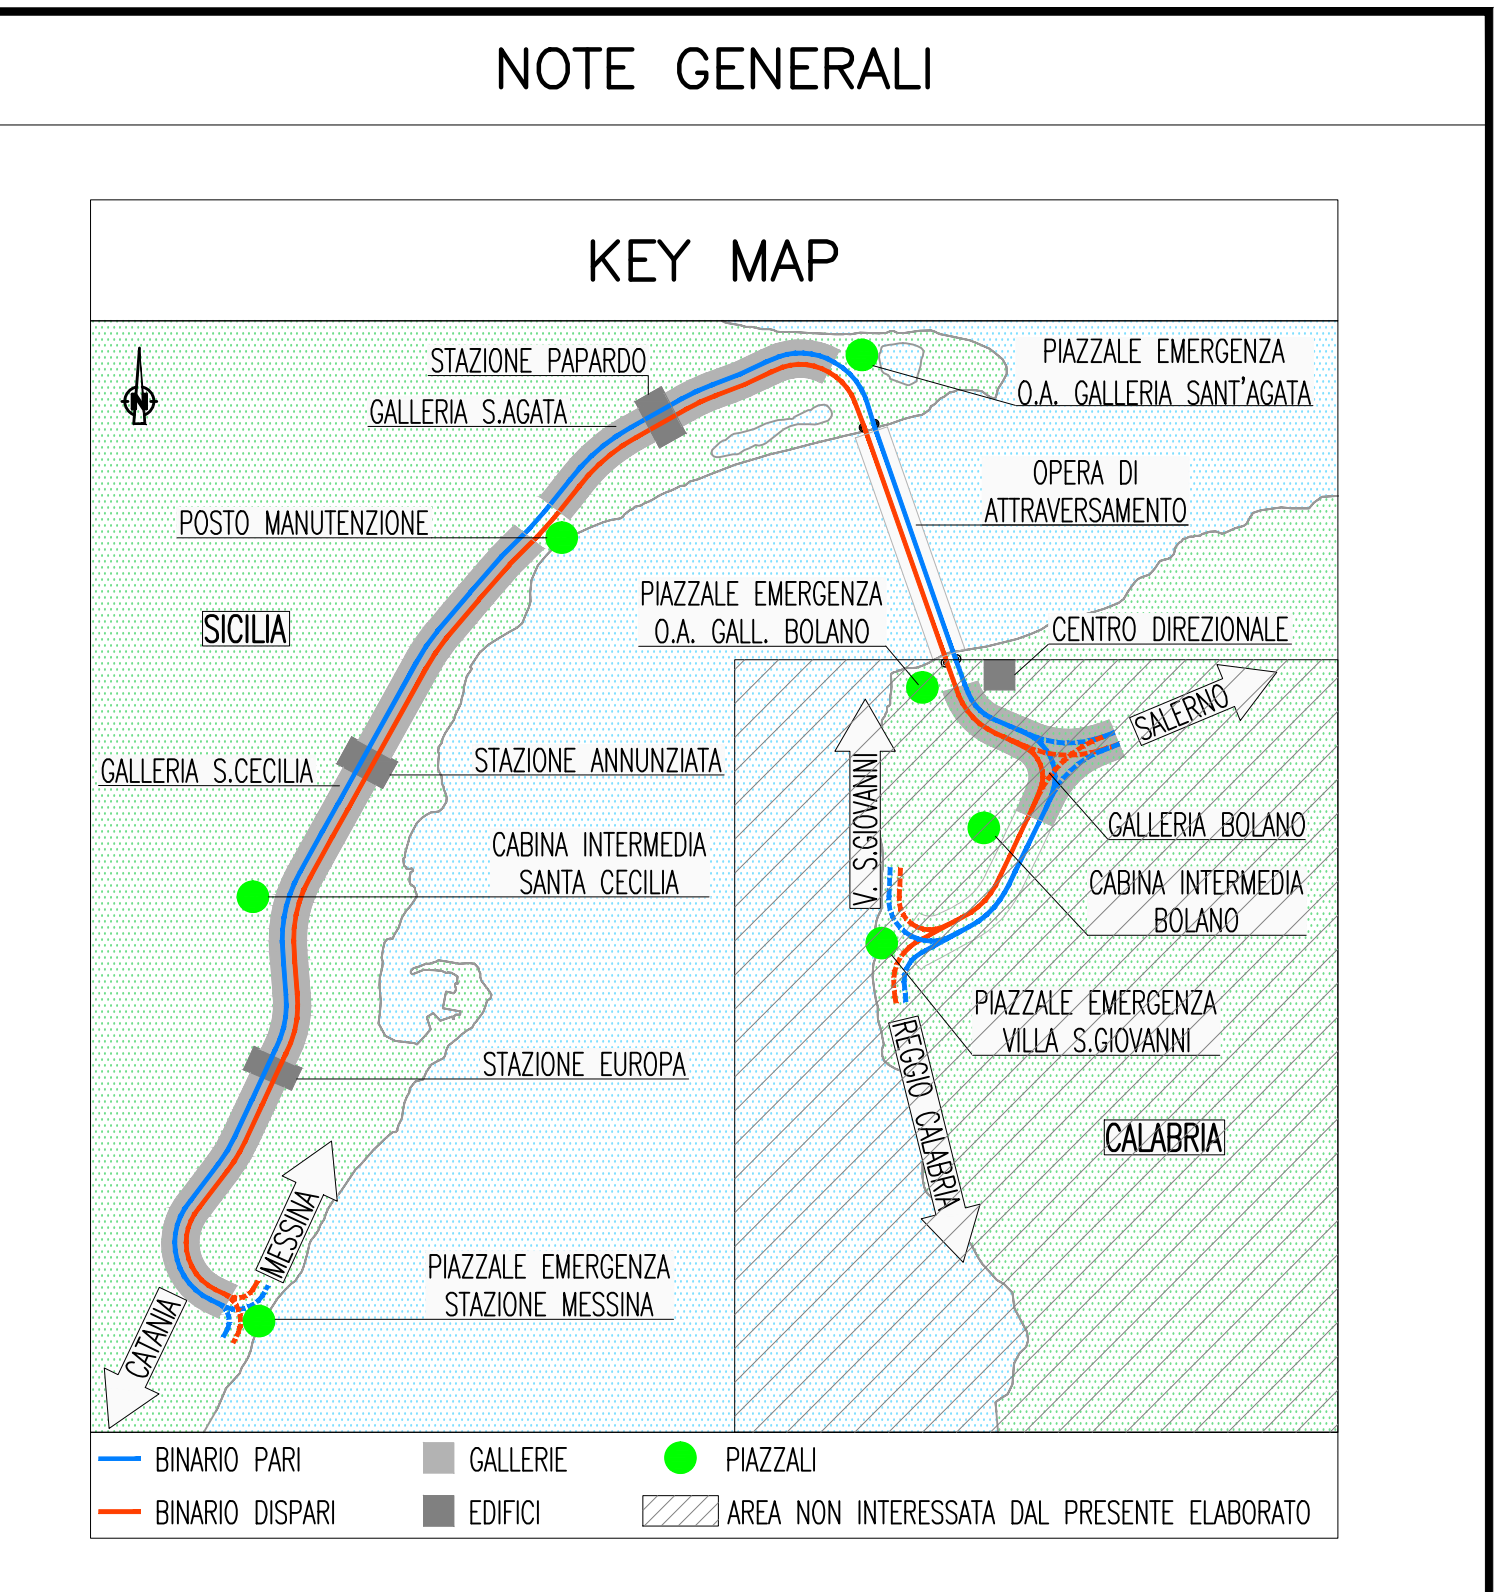 NOTE GENERALI
KEY MAP
N
STAZIONE PAPARDO
GALLERIA S.AGATA
PIAZZALE EMERGENZA
O.A. GALLERIA SANT'AGATA
OPERA DI
ATTRAVERSAMENTO
POSTO MANUTENZIONE
SICILIA
PIAZZALE EMERGENZA
O.A. GALL. BOLANO
CENTRO DIREZIONALE
SALERNO
V. S.GIOVANNI
GALLERIA S.CECILIA
STAZIONE ANNUNZIATA
GALLERIA BOLANO
CABINA INTERMEDIA
SANTA CECILIA
CABINA INTERMEDIA
BOLANO
PIAZZALE EMERGENZA
VILLA S.GIOVANNI
REGGIO CALABRIA
STAZIONE EUROPA
CALABRIA
MESSINA
PIAZZALE EMERGENZA
STAZIONE MESSINA
CATANIA
BINARIO PARI
GALLERIE
PIAZZALI
BINARIO DISPARI
EDIFICI
AREA NON INTERESSATA DAL PRESENTE ELABORATO